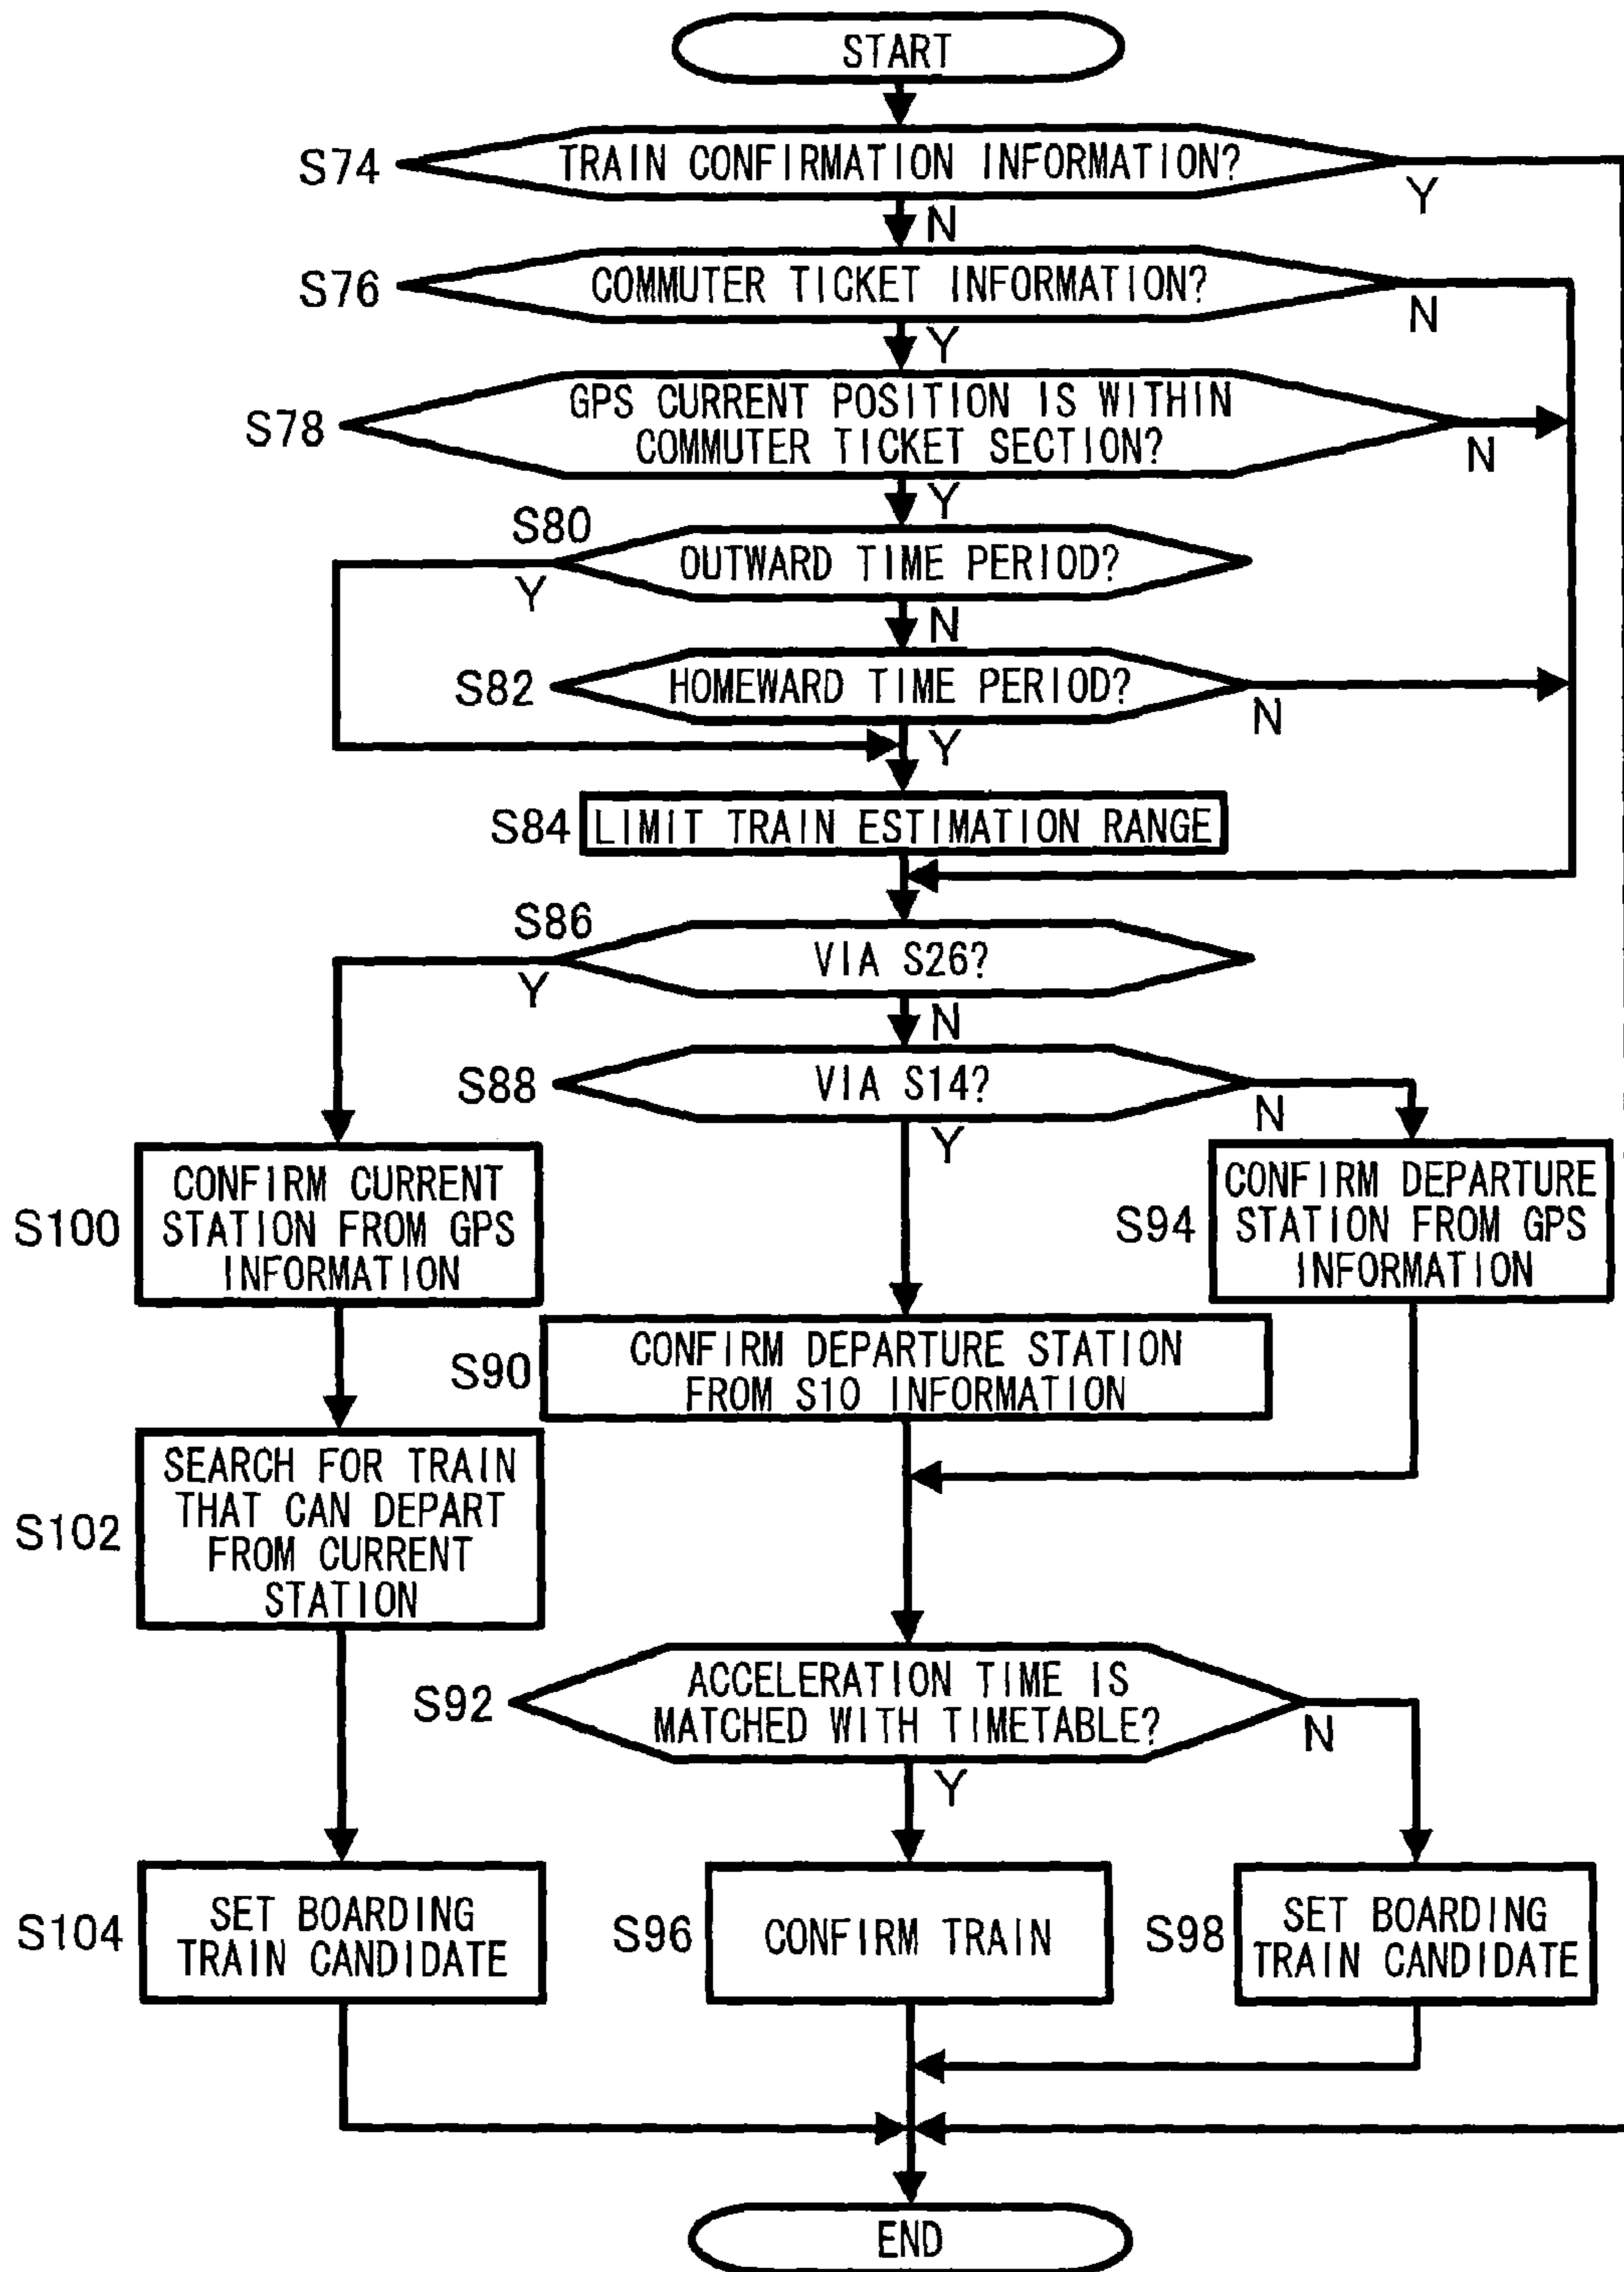 START
S74
TRAIN CONFIRMATION INFORMATION?
Y
N
S76
COMMUTER TICKET INFORMATION?
N
Y
S78
GPS CURRENT POSITION IS WITHIN
COMMUTER TICKET SECTION?
N
Y
S80
OUTWARD TIME PERIOD?
Y
N
S82
HOMEWARD TIME PERIOD?
N
Y
S84
LIMIT TRAIN ESTIMATION RANGE
S86
VIA S26?
Y
N
S88
VIA S14?
N
Y
S100
CONFIRM CURRENT
STATION FROM GPS
INFORMATION
S94
CONFIRM DEPARTURE
STATION FROM GPS
INFORMATION
S90
CONFIRM DEPARTURE STATION
FROM S10 INFORMATION
S102
SEARCH FOR TRAIN
THAT CAN DEPART
FROM CURRENT
STATION
S92
ACCELERATION TIME IS
MATCHED WITH TIMETABLE?
N
Y
S104
SET BOARDING
TRAIN CANDIDATE
S96
CONFIRM TRAIN
S98
SET BOARDING
TRAIN CANDIDATE
END